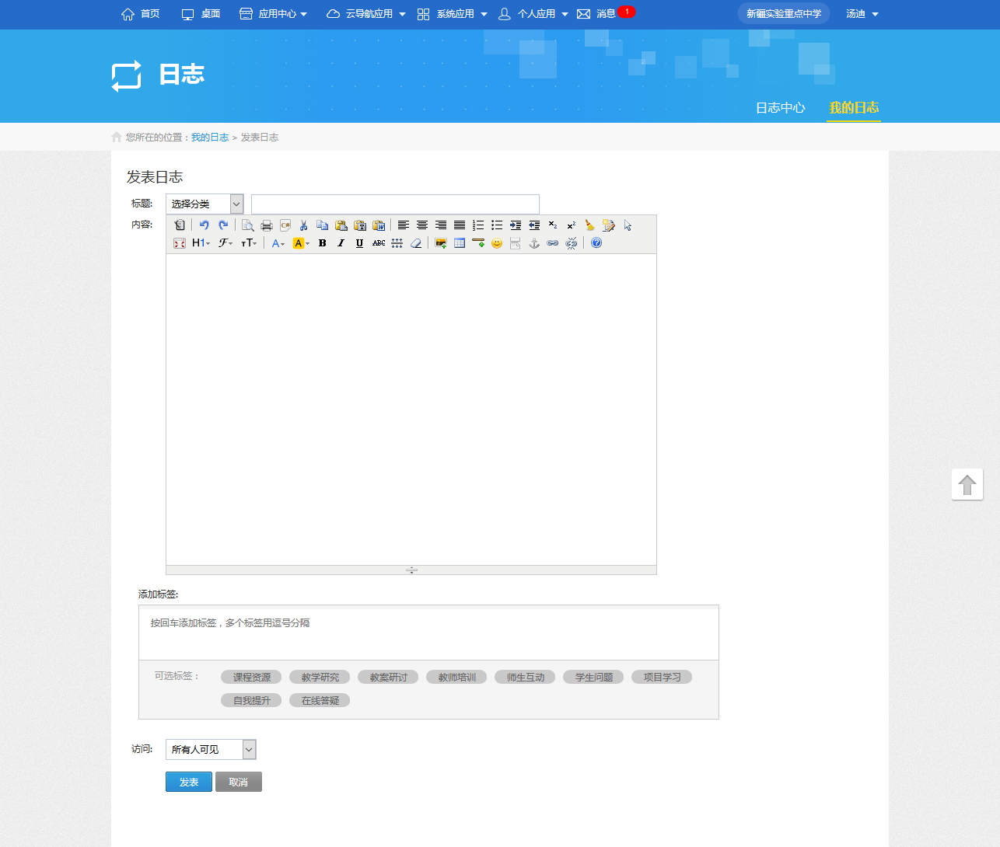 首页 桌面 应用中心 云导航应用 系统应用 个人应用 消息 1 新疆实验重点中学 汤迪
日志
日志中心 我的日志
您所在的位置：我的日志 > 发表日志
发表日志
标题: 选择分类
内容:
H1 F TT A A B I U ABC
添加标签:
按回车添加标签，多个标签用逗号分隔
可选标签： 课程资源 教学研究 教案研讨 教师培训 师生互动 学生问题 项目学习
自我提升 在线答疑
访问: 所有人可见
发表 取消